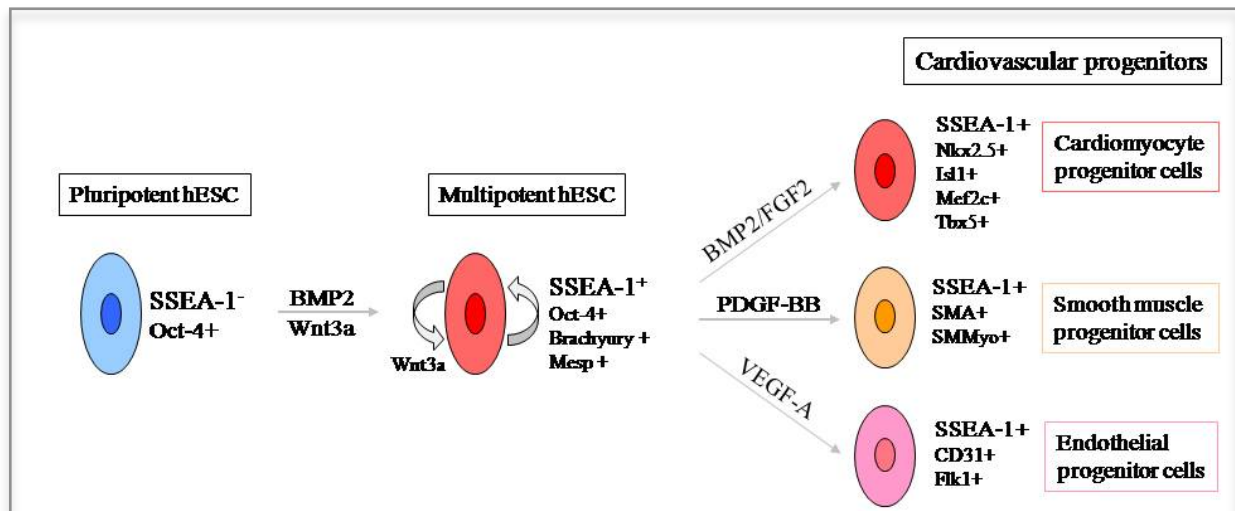 Cardiovascular progenitors
Pluripotent hESC
SSEA-1⁻
Oct-4+
BMP2
Wnt3a
Multipotent hESC
Wnt3a
SSEA-1⁺
Oct-4+
Brachyury +
Mesp +
BMP2/FGF2
PDGF-BB
VEGF-A
SSEA-1+
Nkx2.5+
Isl1+
Mef2c+
Tbx5+
Cardiomyocyte
progenitor cells
SSEA-1+
SMA+
SMMyo+
Smooth muscle
progenitor cells
SSEA-1+
CD31+
Flk1+
Endothelial
progenitor cells